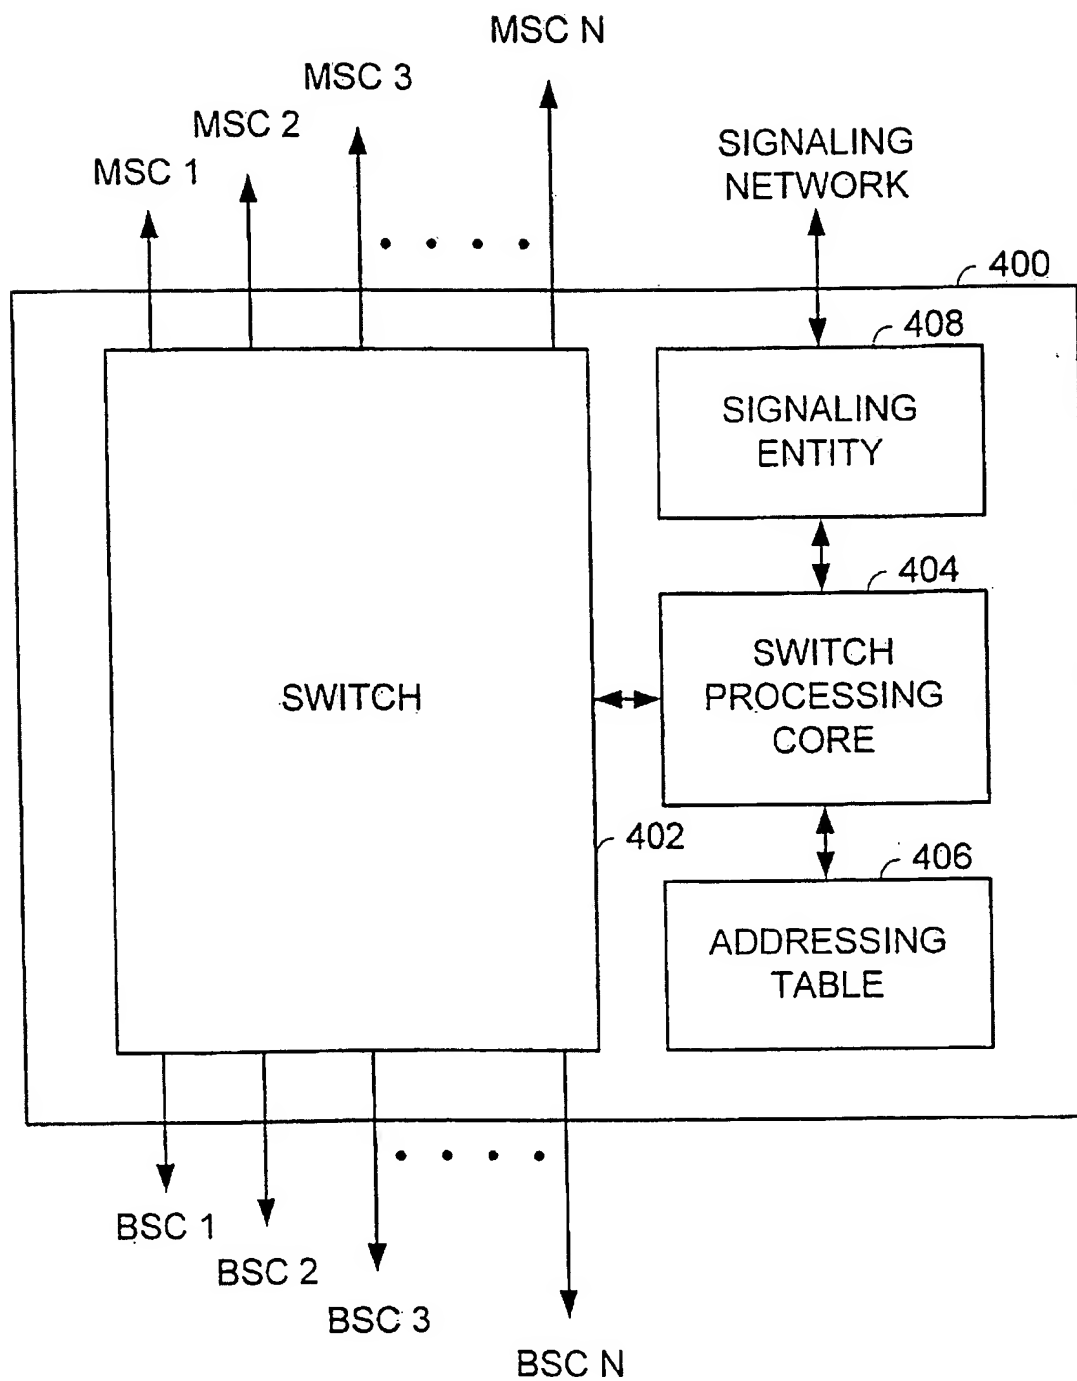 MSC N
MSC 3
MSC 2
MSC 1
SIGNALING
NETWORK
400
408
SIGNALING
ENTITY
404
SWITCH
PROCESSING
CORE
SWITCH
402
406
ADDRESSING
TABLE
BSC 1
BSC 2
BSC 3
BSC N